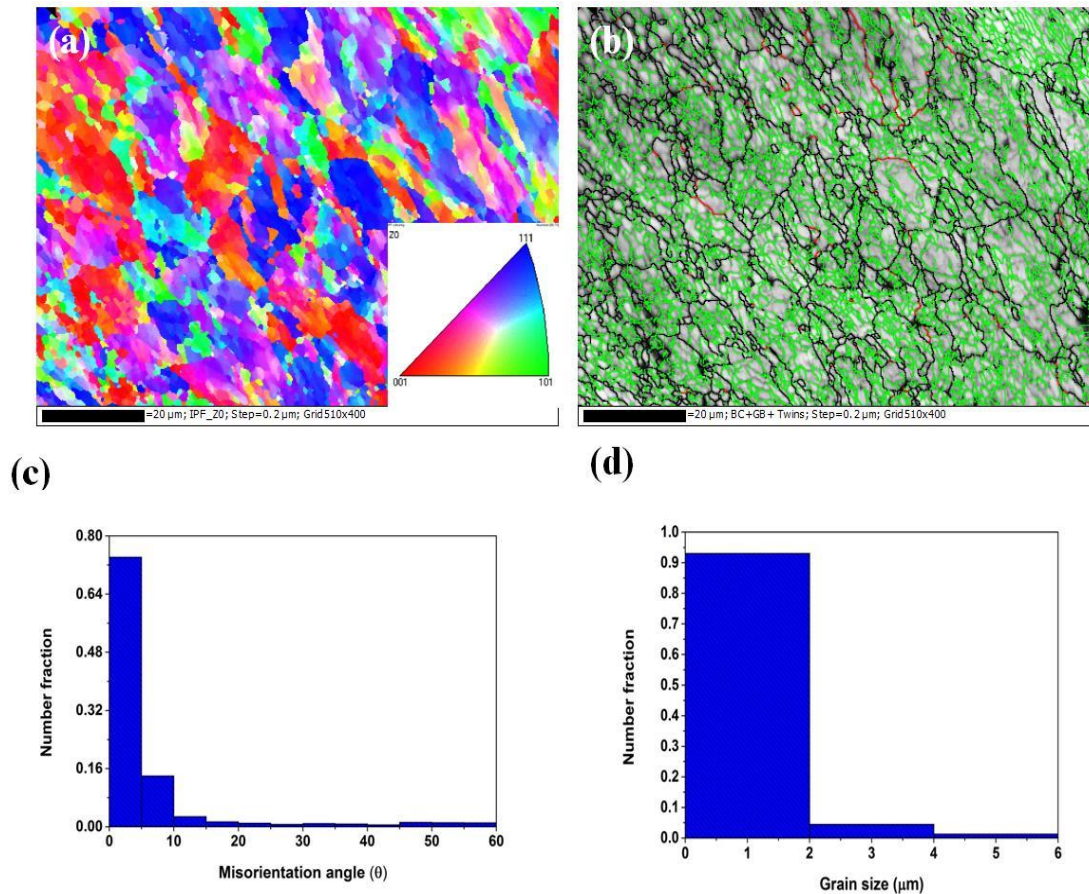 (a)
Z0
111
001
101
=20 µm; IPF_Z0; Step=0.2 µm; Grid510x400
(b)
=20 µm; BC+GB+ Twins; Step=0.2 µm; Grid510x400
(c)
0.80
0.64
0.48
0.32
0.16
0.00
Number fraction
0 10 20 30 40 50 60
Misorientation angle (θ)
(d)
1.0
0.9
0.8
0.7
0.6
0.5
0.4
0.3
0.2
0.1
0.0
Number fraction
0 1 2 3 4 5 6
Grain size (µm)